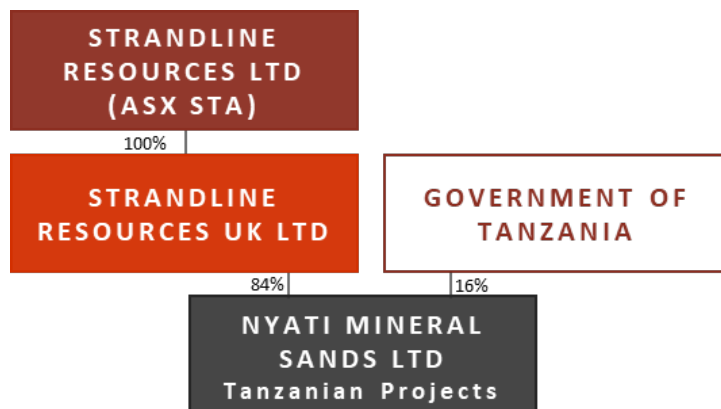 STRANDLINE
RESOURCES LTD
(ASX STA)
100%
STRANDLINE
RESOURCES UK LTD
GOVERNMENT OF
TANZANIA
84%
16%
NYATI MINERAL
SANDS LTD
Tanzanian Projects